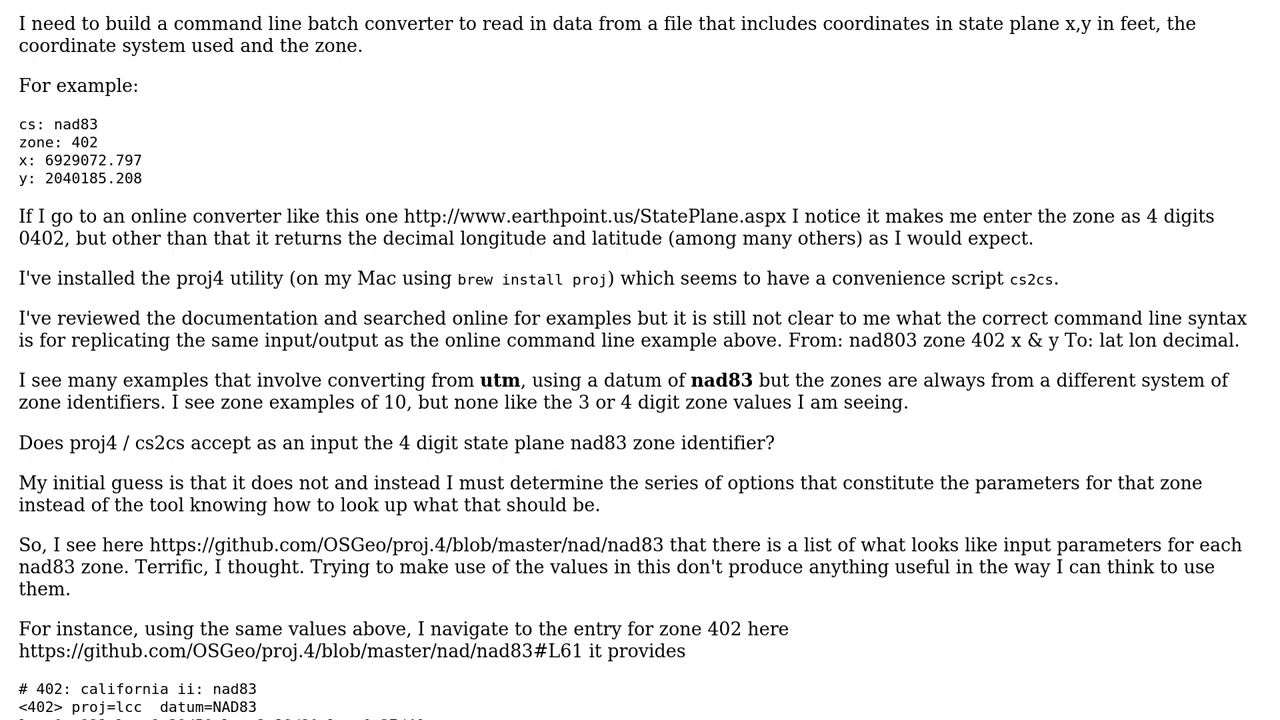 I need to build a command line batch converter to read in data from a file that includes coordinates in state plane x,y in feet, the
coordinate system used and the zone.
For example:
cs: nad83
zone: 402
x: 6929072.797
y: 2040185.208
If I go to an online converter like this one http://www.earthpoint.us/StatePlane.aspx I notice it makes me enter the zone as 4 digits
0402, but other than that it returns the decimal longitude and latitude (among many others) as I would expect.
I've installed the proj4 utility (on my Mac using brew install proj) which seems to have a convenience script cs2cs.
I've reviewed the documentation and searched online for examples but it is still not clear to me what the correct command line syntax
is for replicating the same input/output as the online command line example above. From: nad803 zone 402 x & y To: lat lon decimal.
I see many examples that involve converting from utm, using a datum of nad83 but the zones are always from a different system of
zone identifiers. I see zone examples of 10, but none like the 3 or 4 digit zone values I am seeing.
Does proj4 / cs2cs accept as an input the 4 digit state plane nad83 zone identifier?
My initial guess is that it does not and instead I must determine the series of options that constitute the parameters for that zone
instead of the tool knowing how to look up what that should be.
So, I see here https://github.com/OSGeo/proj.4/blob/master/nad/nad83 that there is a list of what looks like input parameters for each
nad83 zone. Terrific, I thought. Trying to make use of the values in this don't produce anything useful in the way I can think to use
them.
For instance, using the same values above, I navigate to the entry for zone 402 here
https://github.com/OSGeo/proj.4/blob/master/nad/nad83#L61 it provides
# 402: california ii: nad83
<402> proj=lcc  datum=NAD83